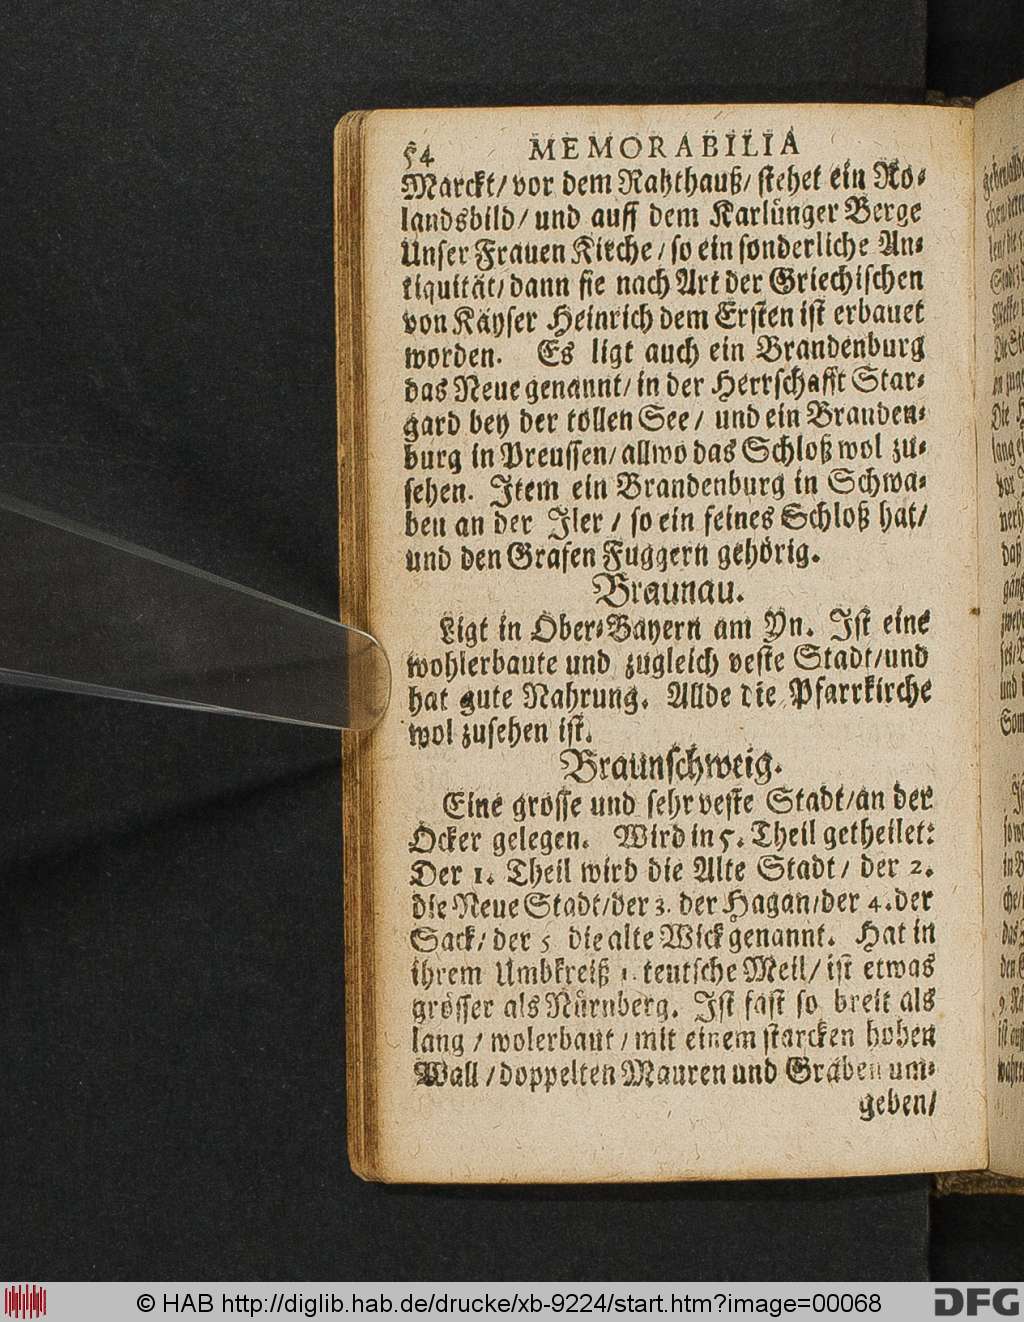 54 MEMORABILIA
Marckt/ vor dem Rahthauß/ stehet ein Ro-
landsbild/ und auff dem Karlünger Berge
Unser Frauen Kirche/ so ein sonderliche An-
tiquität/ dann sie nach Art der Griechischen
von Käyser Heinrich dem Ersten ist erbauet
worden. Es ligt auch ein Brandenburg
das Neue genannt/ in der Herrschafft Star-
gard bey der tollen See/ und ein Branden-
burg in Preussen/ allwo das Schloß wol zu-
sehen. Item ein Brandenburg in Schwa-
ben an der Iler/ so ein feines Schloß hat/
und den Grafen Fuggern gehörig.
Braunau.
Ligt in Ober-Bayern am Yn. Ist eine
wohlerbaute und zugleich veste Stadt/ und
hat gute Nahrung. Allde die Pfarrkirche
wol zusehen ist.
Braunschweig.
Eine grosse und sehr veste Stadt/ an der
Ocker gelegen. Wird in 5. Theil getheilet:
Der 1. Theil wird die Alte Stadt/ der 2.
die Neue Stadt/ der 3. der Hagan/ der 4. der
Sack/ der 5 die alte Wick genannt. Hat in
ihrem Umbkreiß 1. teutsche Meil/ ist etwas
grösser als Nürnberg. Ist fast so breit als
lang/ wolerbaut/ mit einem starcken hohen
Wall/ doppelten Mauren und Gräben um-
geben/
© HAB http://diglib.hab.de/drucke/xb-9224/start.htm?image=00068
DFG